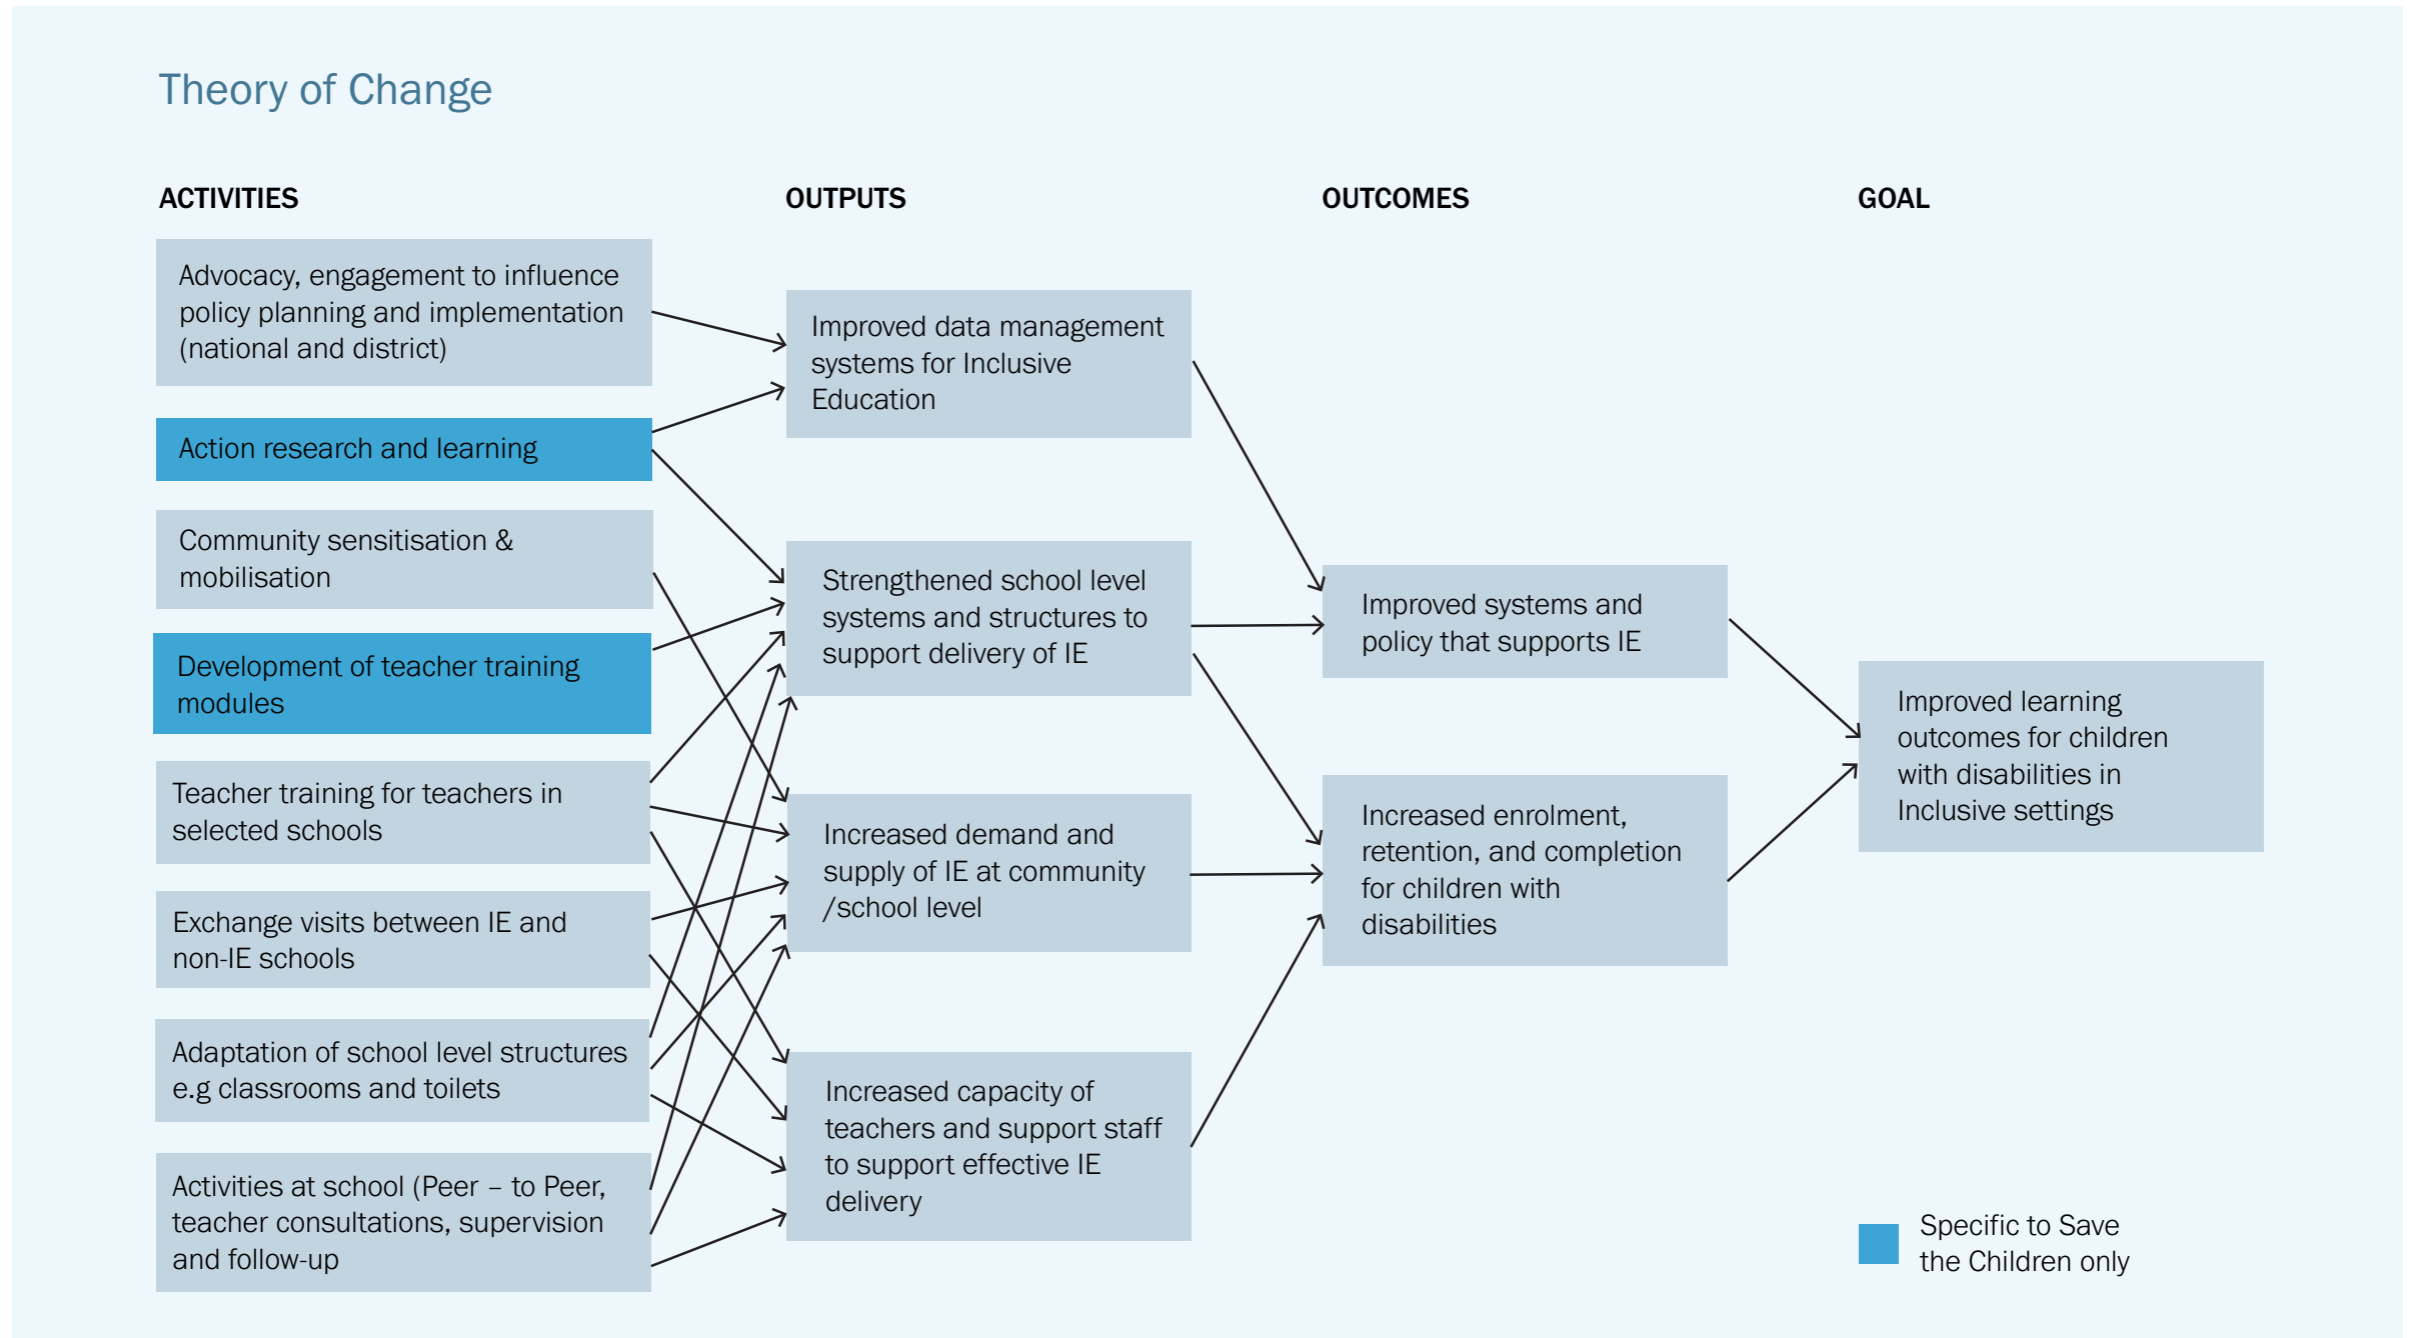 Theory of Change
ACTIVITIES
Advocacy, engagement to influence
policy planning and implementation
(national and district)
Action research and learning
Community sensitisation &
mobilisation
Development of teacher training
modules
Teacher training for teachers in
selected schools
Exchange visits between IE and
non-IE schools
Adaptation of school level structures
e.g classrooms and toilets
Activities at school (Peer – to Peer,
teacher consultations, supervision
and follow-up
OUTPUTS
Improved data management
systems for Inclusive
Education
Strengthened school level
systems and structures to
support delivery of IE
Increased demand and
supply of IE at community
/school level
Increased capacity of
teachers and support staff
to support effective IE
delivery
OUTCOMES
Improved systems and
policy that supports IE
Increased enrolment,
retention, and completion
for children with
disabilities
GOAL
Improved learning
outcomes for children
with disabilities in
Inclusive settings
Specific to Save
the Children only